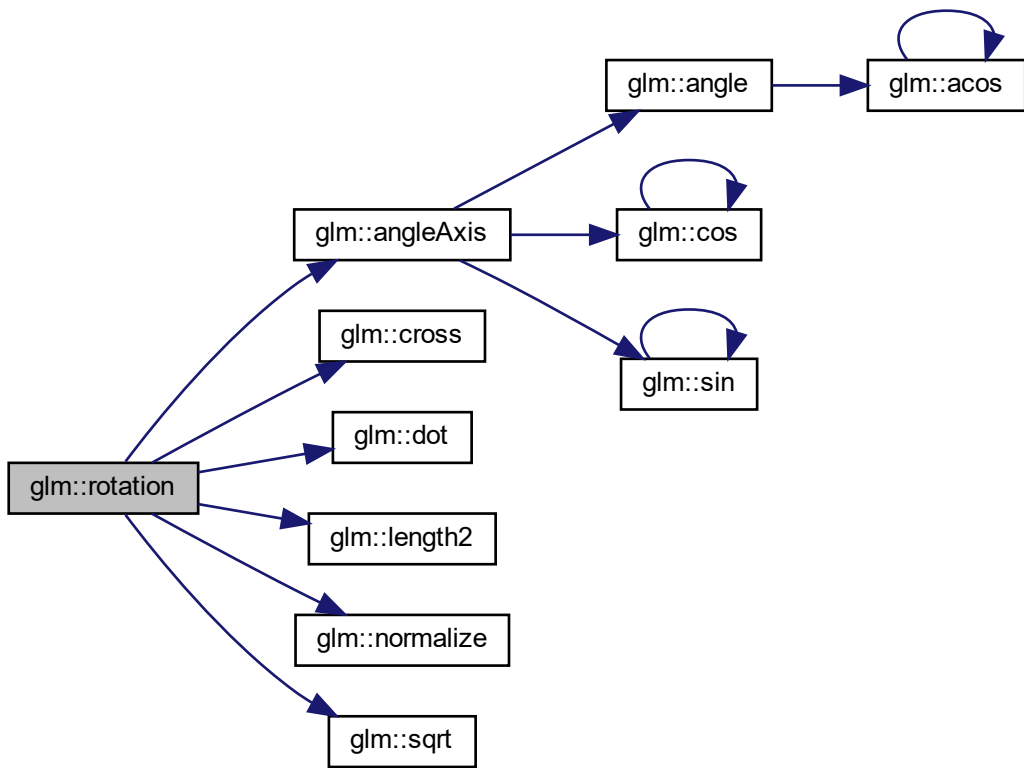 glm::angle
glm::acos
glm::angleAxis
glm::cos
glm::cross
glm::sin
glm::dot
glm::rotation
glm::length2
glm::normalize
glm::sqrt